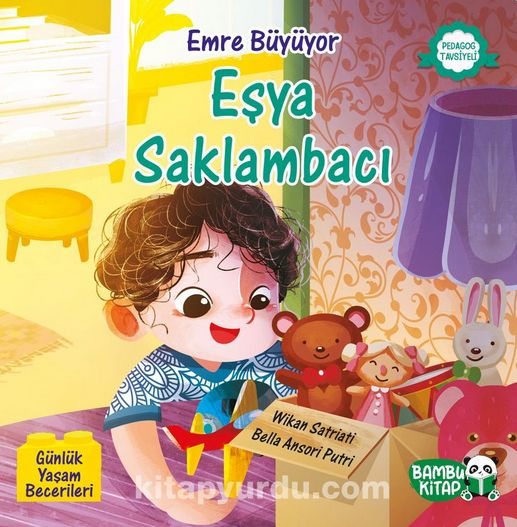 Emre Büyüyor
PEDAGOG
TAVSİYELİ
Eşya
Saklambacı
Wikan Satriati
Bella Ansori Putri
Günlük
Yaşam
Becerileri
BAMBU
KİTAP
kitapyurdu.com